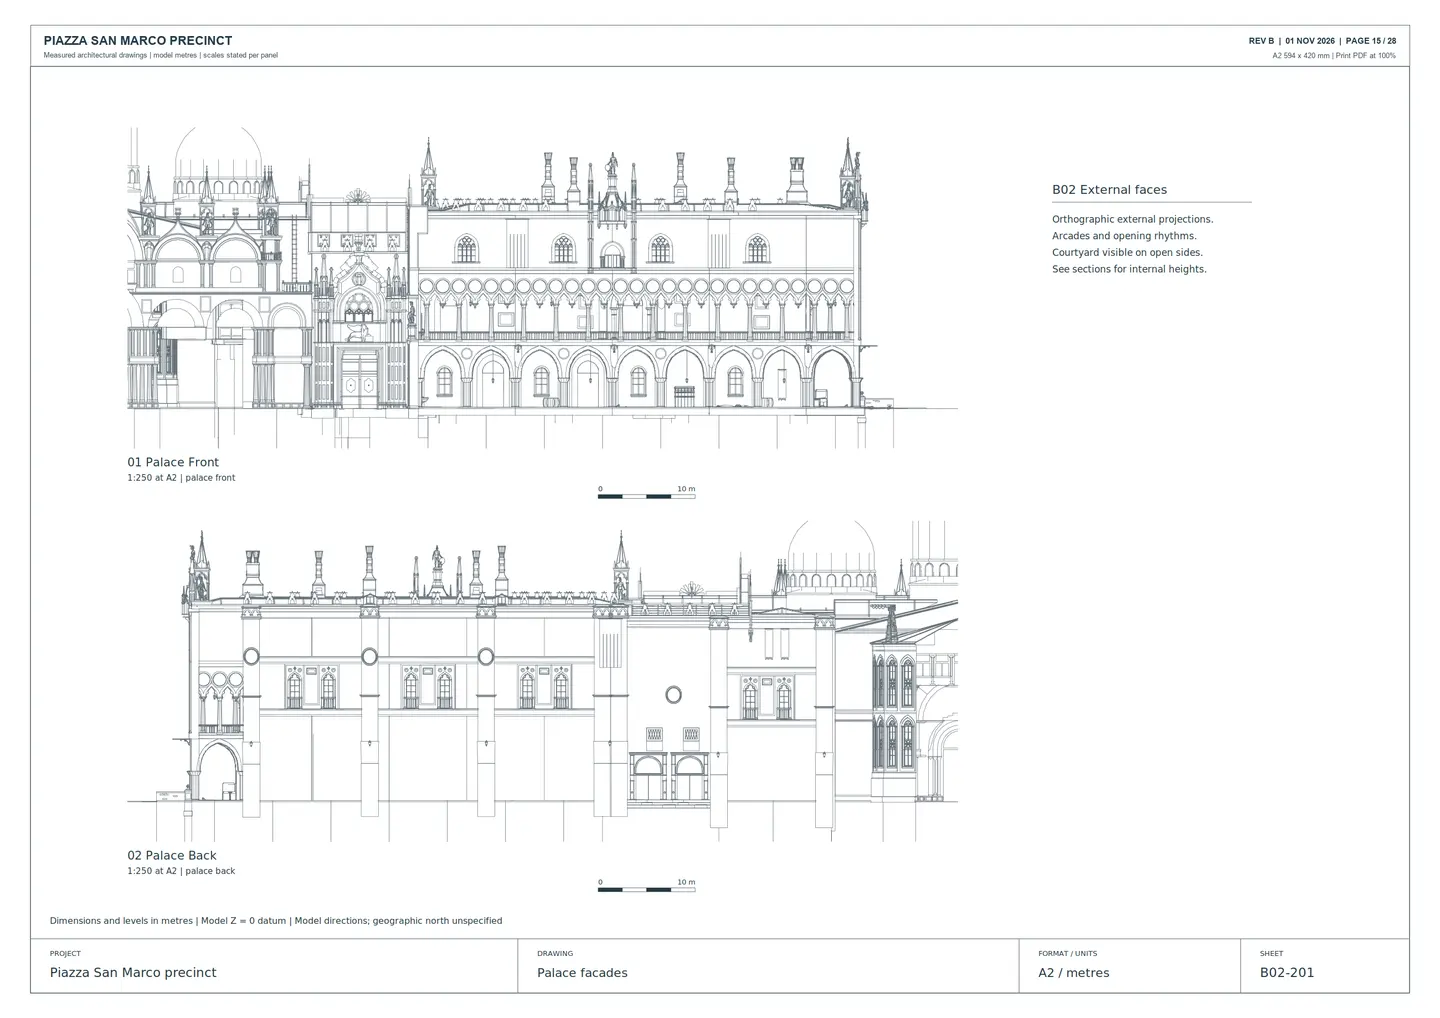 PIAZZA SAN MARCO PRECINCT
Measured architectural drawings | model metres | scales stated per panel
REV B | 01 NOV 2026 | PAGE 15 / 28
A2 594 x 420 mm | Print PDF at 100%
B02 External faces
Orthographic external projections.
Arcades and opening rhythms.
Courtyard visible on open sides.
See sections for internal heights.
01 Palace Front
1:250 at A2 | palace front
0 10 m
02 Palace Back
1:250 at A2 | palace back
0 10 m
Dimensions and levels in metres | Model Z = 0 datum | Model directions; geographic north unspecified
PROJECT
Piazza San Marco precinct
DRAWING
Palace facades
FORMAT / UNITS
A2 / metres
SHEET
B02-201